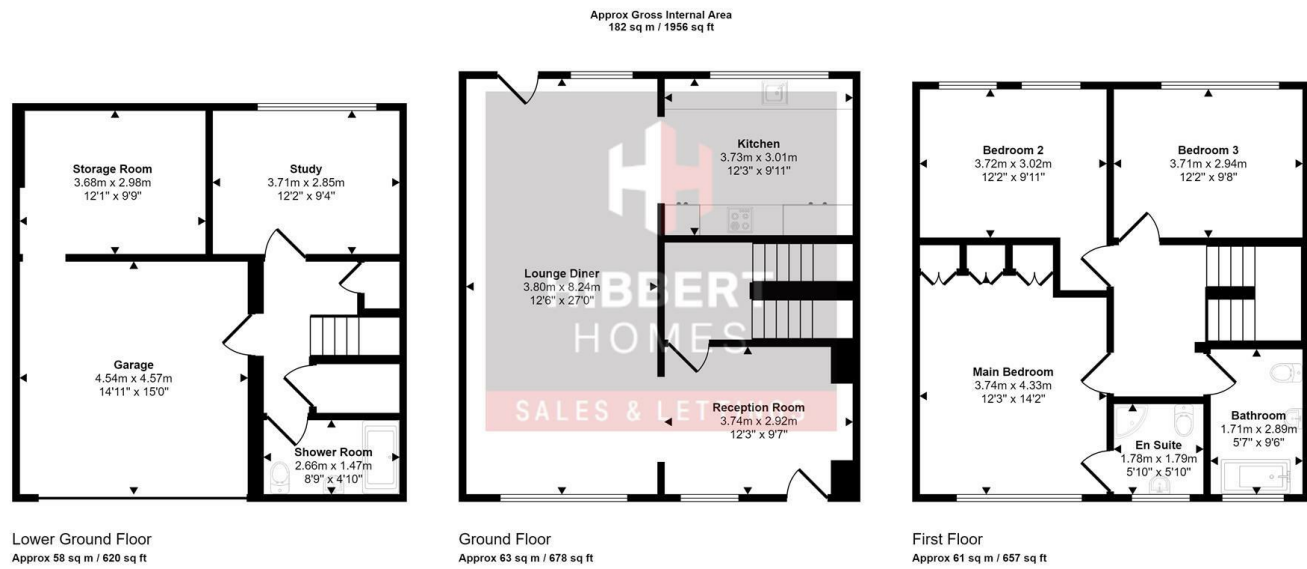 Approx Gross Internal Area
182 sq m / 1956 sq ft
Storage Room
3.68m x 2.98m
12'1" x 9'9"
Study
3.71m x 2.85m
12'2" x 9'4"
Garage
4.54m x 4.57m
14'11" x 15'0"
Shower Room
2.66m x 1.47m
8'9" x 4'10"
Lower Ground Floor
Approx 58 sq m / 620 sq ft
Kitchen
3.73m x 3.01m
12'3" x 9'11"
Lounge Diner
3.80m x 8.24m
12'6" x 27'0"
HIBBERT
HOMES
SALES & LETTINGS
Reception Room
3.74m x 2.92m
12'3" x 9'7"
Ground Floor
Approx 63 sq m / 678 sq ft
Bedroom 2
3.72m x 3.02m
12'2" x 9'11"
Bedroom 3
3.71m x 2.94m
12'2" x 9'8"
Main Bedroom
3.74m x 4.33m
12'3" x 14'2"
En Suite
1.78m x 1.79m
5'10" x 5'10"
Bathroom
1.71m x 2.89m
5'7" x 9'6"
First Floor
Approx 61 sq m / 657 sq ft